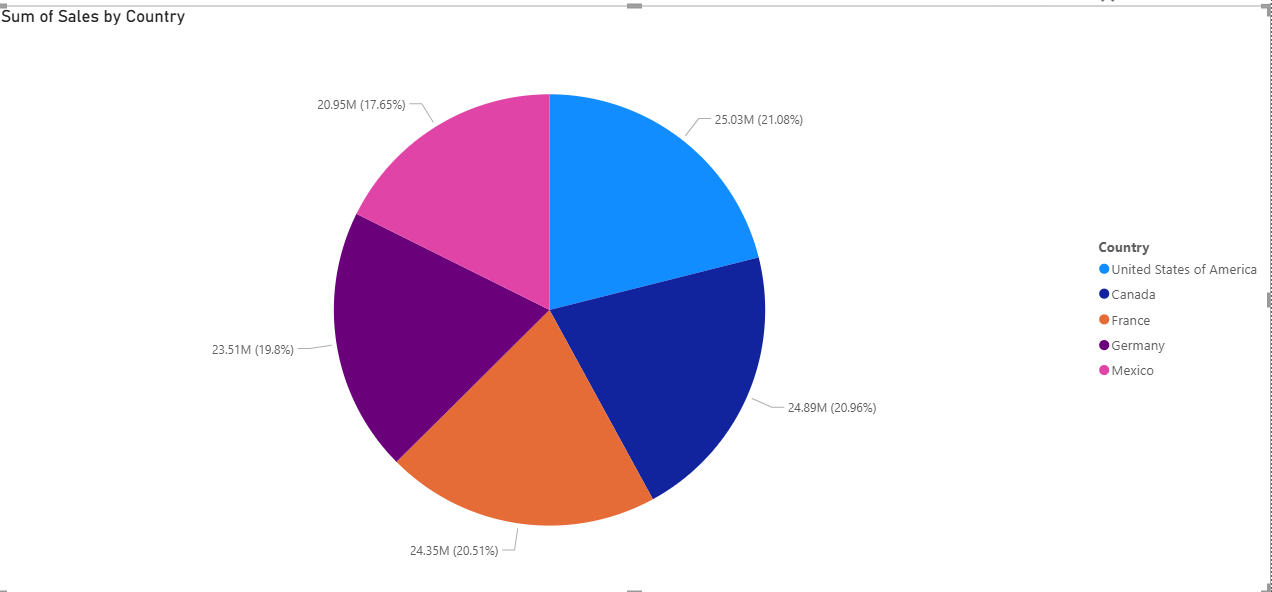 Sum of Sales by Country
20.95M (17.65%)
25.03M (21.08%)
23.51M (19.8%)
24.89M (20.96%)
24.35M (20.51%)
Country
United States of America
Canada
France
Germany
Mexico